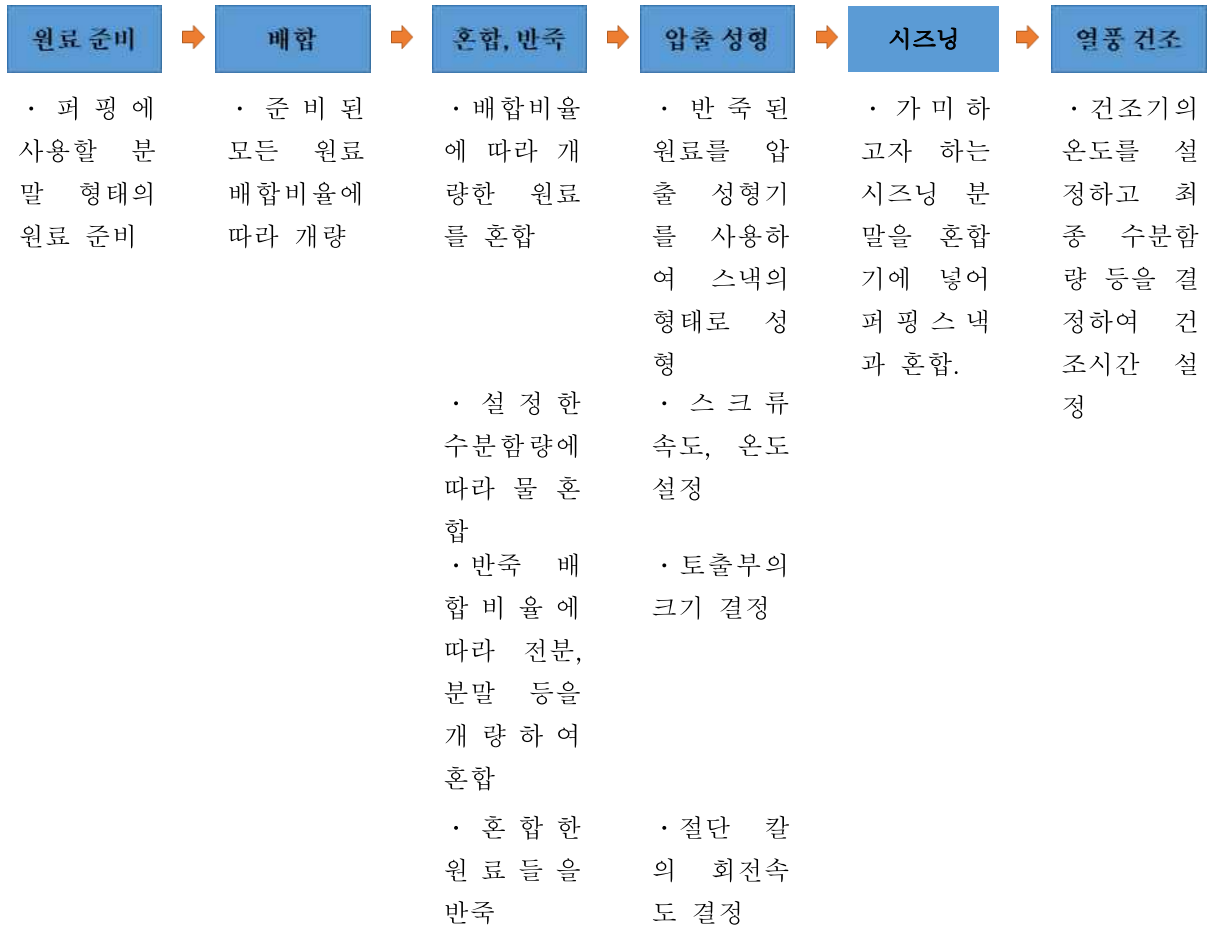 원료 준비
배합
혼합, 반죽
압출 성형
시즈닝
열풍 건조
· 퍼핑에
사용할 분
말 형태의
원료 준비
· 준비된
모든 원료
배합비율에
따라 개량
· 배합비율
에 따라 개
량한 원료
를 혼합
· 설정한
수분함량에
따라 물 혼
합
· 반죽 배
합비율에
따라 전분,
분말 등을
개량하여
혼합
· 혼합한
원료들을
반죽
· 반죽된
원료를 압
출 성형기
를 사용하
여 스낵의
형태로 성
형
· 스크류
속도, 온도
설정
· 토출부의
크기 결정
· 절단 칼
의 회전속
도 결정
· 가미하
고자 하는
시즈닝 분
말을 혼합
기에 넣어
퍼핑스낵
과 혼합.
· 건조기의
온도를 설
정하고 최
종 수분함
량 등을 결
정하여 건
조시간 설
정